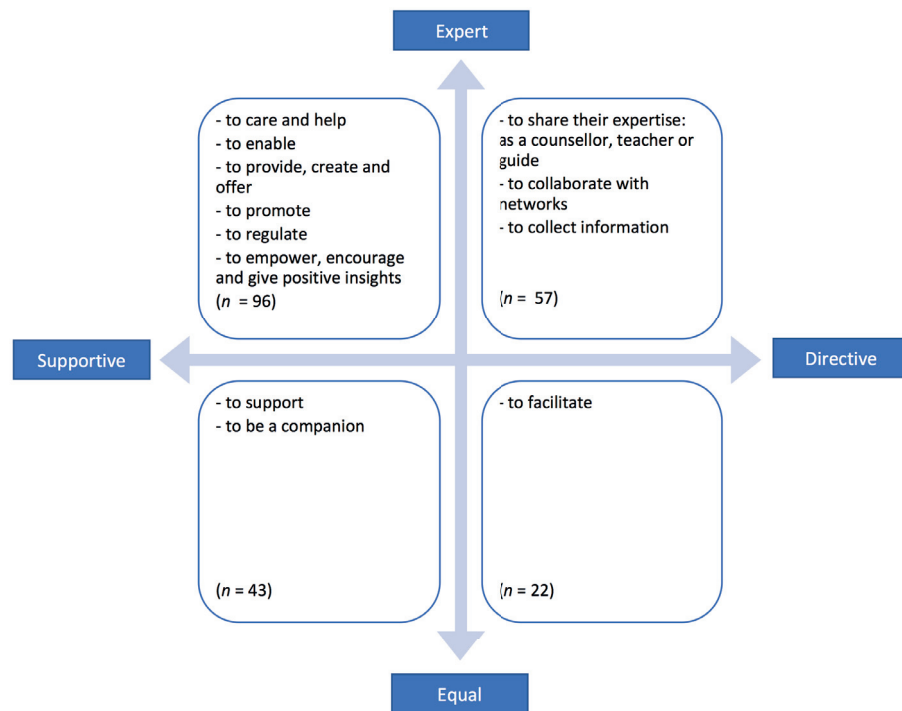 Expert
- to care and help
- to enable
- to provide, create and
offer
- to promote
- to regulate
- to empower, encourage
and give positive insights
(n = 96)
- to share their expertise:
as a counsellor, teacher or
guide
- to collaborate with
networks
- to collect information
(n = 57)
Supportive
Directive
- to support
- to be a companion
(n = 43)
- to facilitate
(n = 22)
Equal